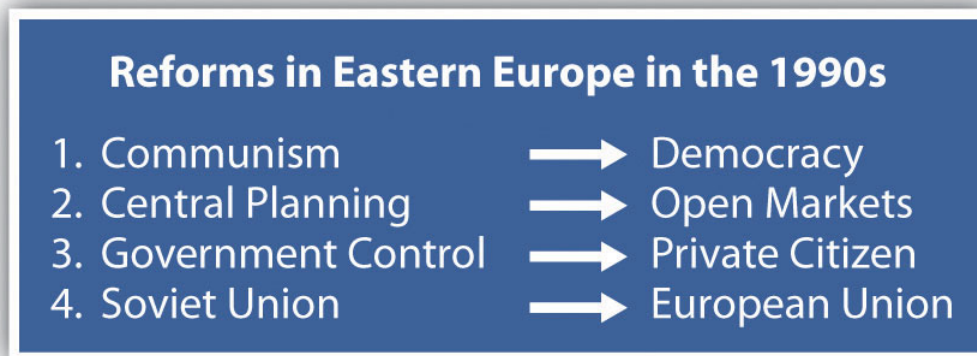 Reforms in Eastern Europe in the 1990s
1. Communism → Democracy
2. Central Planning → Open Markets
3. Government Control → Private Citizen
4. Soviet Union → European Union